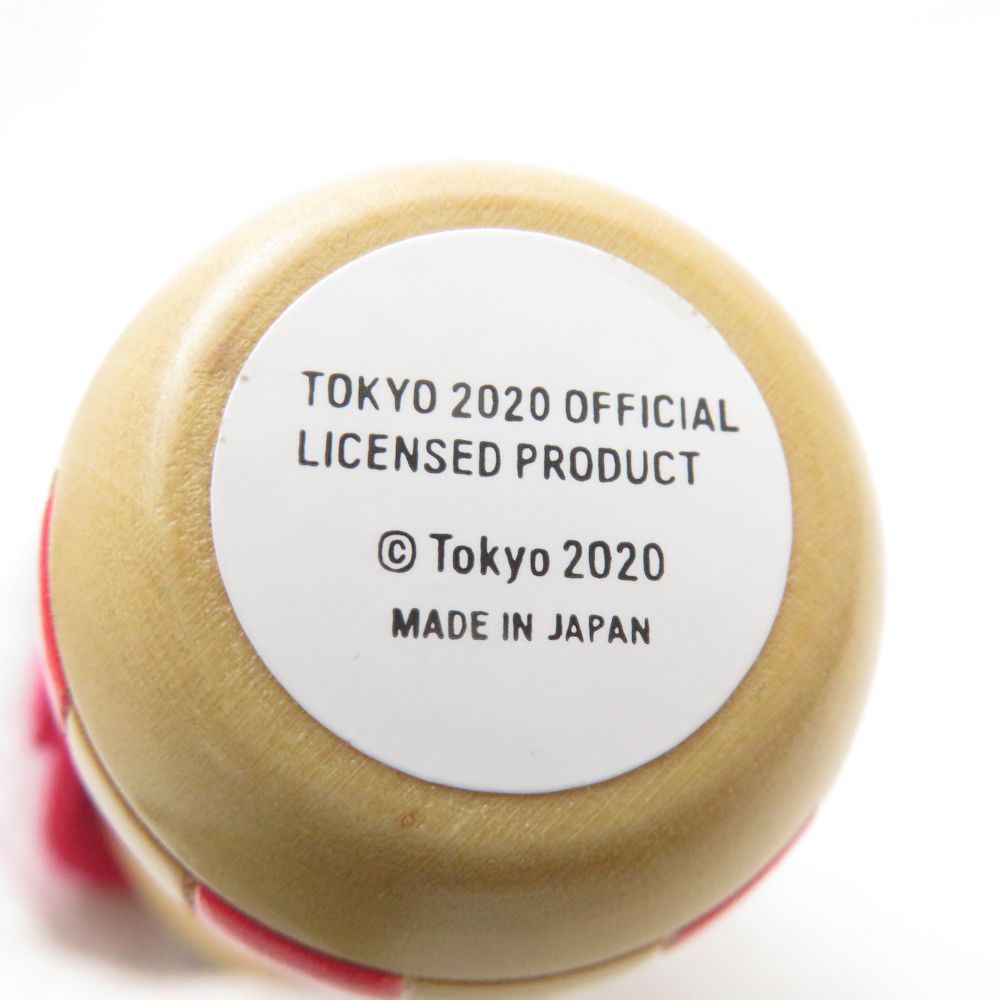 TOKYO 2020 OFFICIAL
LICENSED PRODUCT
© Tokyo 2020
MADE IN JAPAN